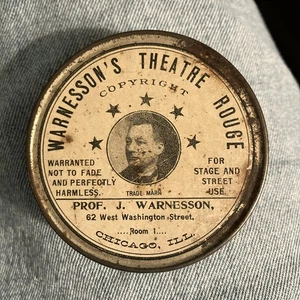 WARNESSON'S THEATRE ROUGE
COPYRIGHT
WARRANTED
NOT TO FADE
AND PERFECTLY
HARMLESS.
FOR
STAGE AND
STREET
USE.
TRADE MARK
PROF. J. WARNESSON,
62 West Washington Street,
....Room 1....
CHICAGO, ILL.